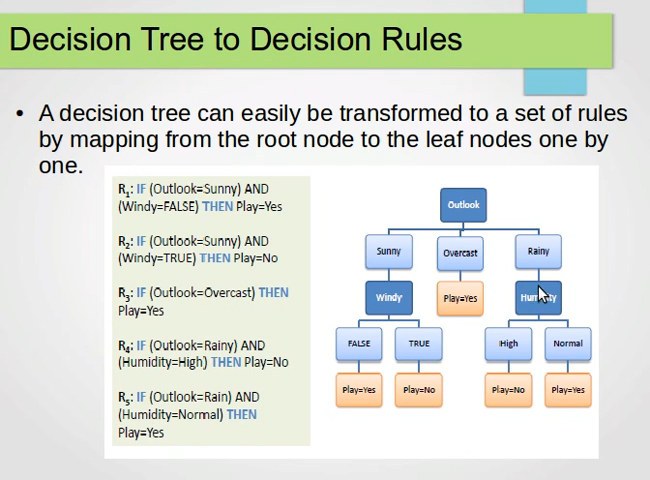 Decision Tree to Decision Rules
• A decision tree can easily be transformed to a set of rules
by mapping from the root node to the leaf nodes one by
one.
R1: IF (Outlook=Sunny) AND
(Windy=FALSE) THEN Play=Yes
R2: IF (Outlook=Sunny) AND
(Windy=TRUE) THEN Play=No
R3: IF (Outlook=Overcast) THEN
Play=Yes
R4: IF (Outlook=Rainy) AND
(Humidity=High) THEN Play=No
R5: IF (Outlook=Rain) AND
(Humidity=Normal) THEN
Play=Yes
Outlook
Sunny Overcast Rainy
Windy Play=Yes Humidity
FALSE TRUE High Normal
Play=Yes Play=No Play=No Play=Yes